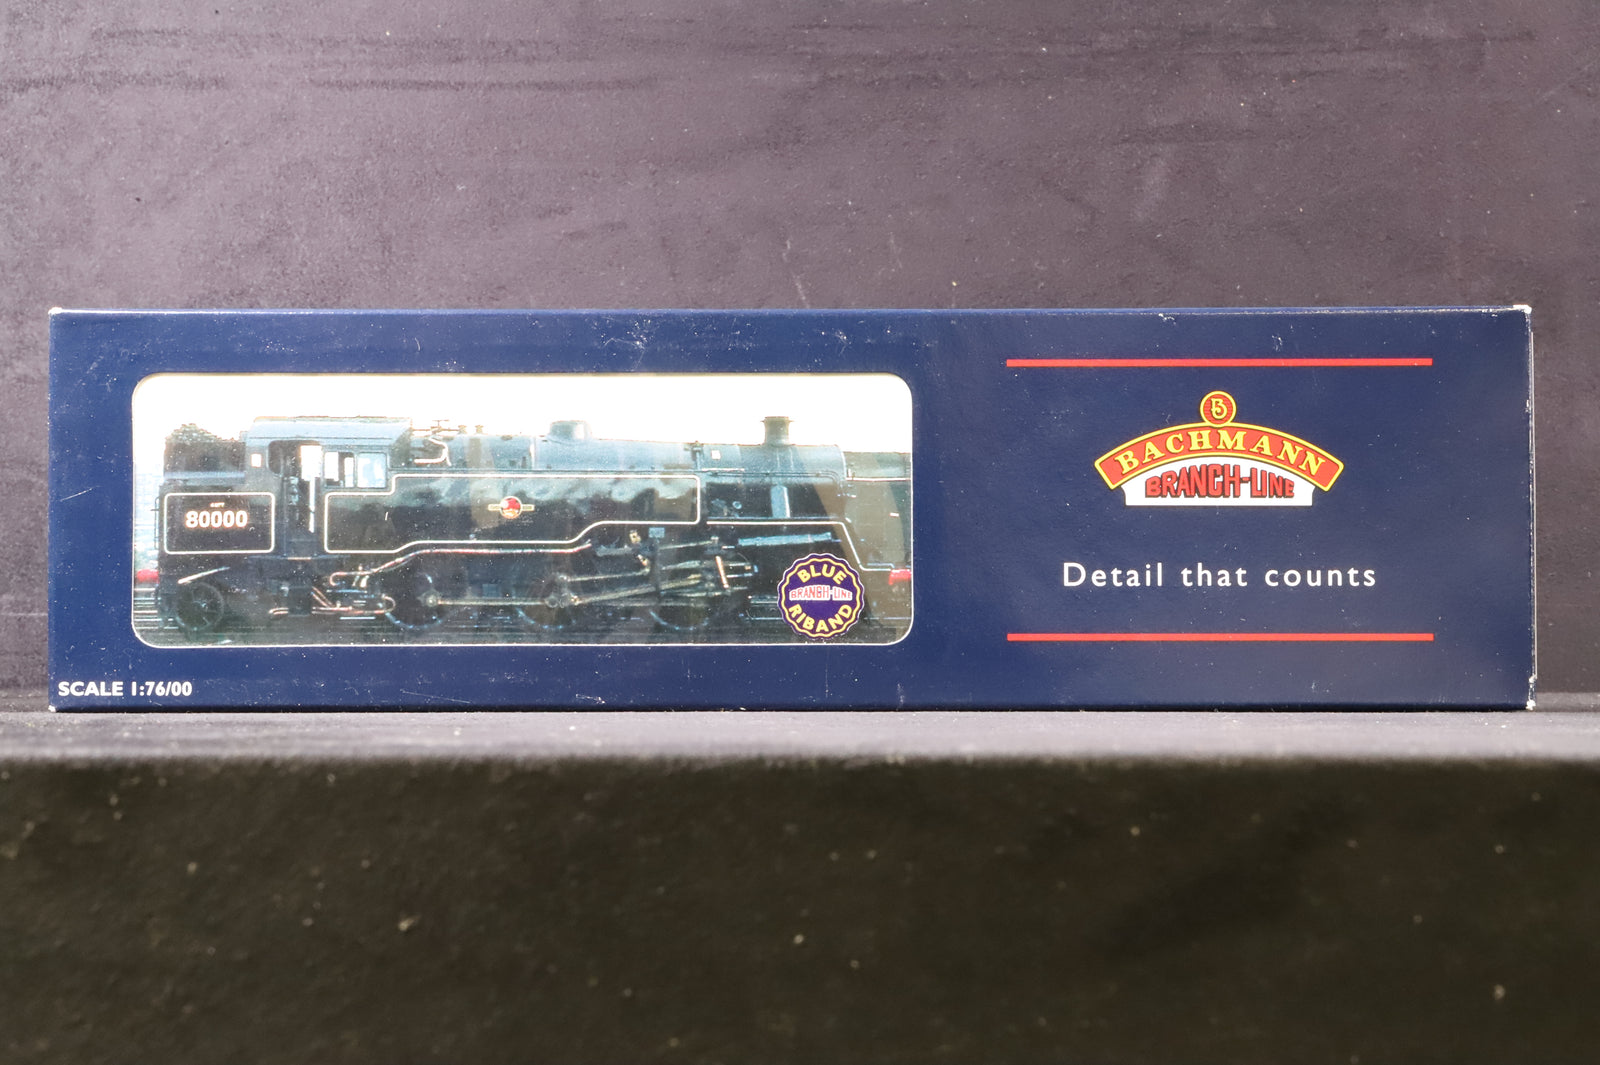 80000
BLUE
BRANCH-LINE
RIBAND
SCALE 1:76/00
B
BACHMANN
BRANCH-LINE
Detail that counts